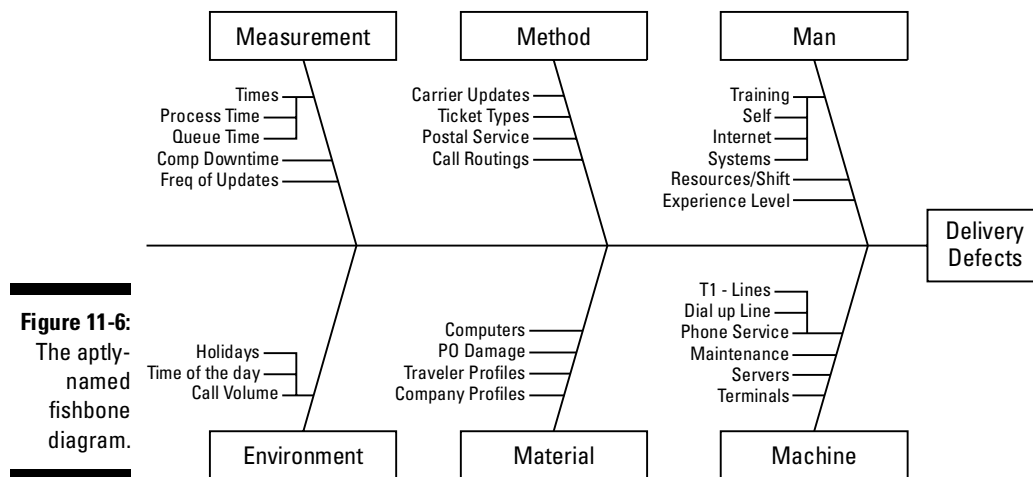 Measurement
Method
Man
Times
Process Time
Queue Time
Comp Downtime
Freq of Updates
Carrier Updates
Ticket Types
Postal Service
Call Routings
Training
Self
Internet
Systems
Resources/Shift
Experience Level
Delivery
Defects
Figure 11-6:
The aptly-
named
fishbone
diagram.
Holidays
Time of the day
Call Volume
Computers
PO Damage
Traveler Profiles
Company Profiles
T1 - Lines
Dial up Line
Phone Service
Maintenance
Servers
Terminals
Environment
Material
Machine